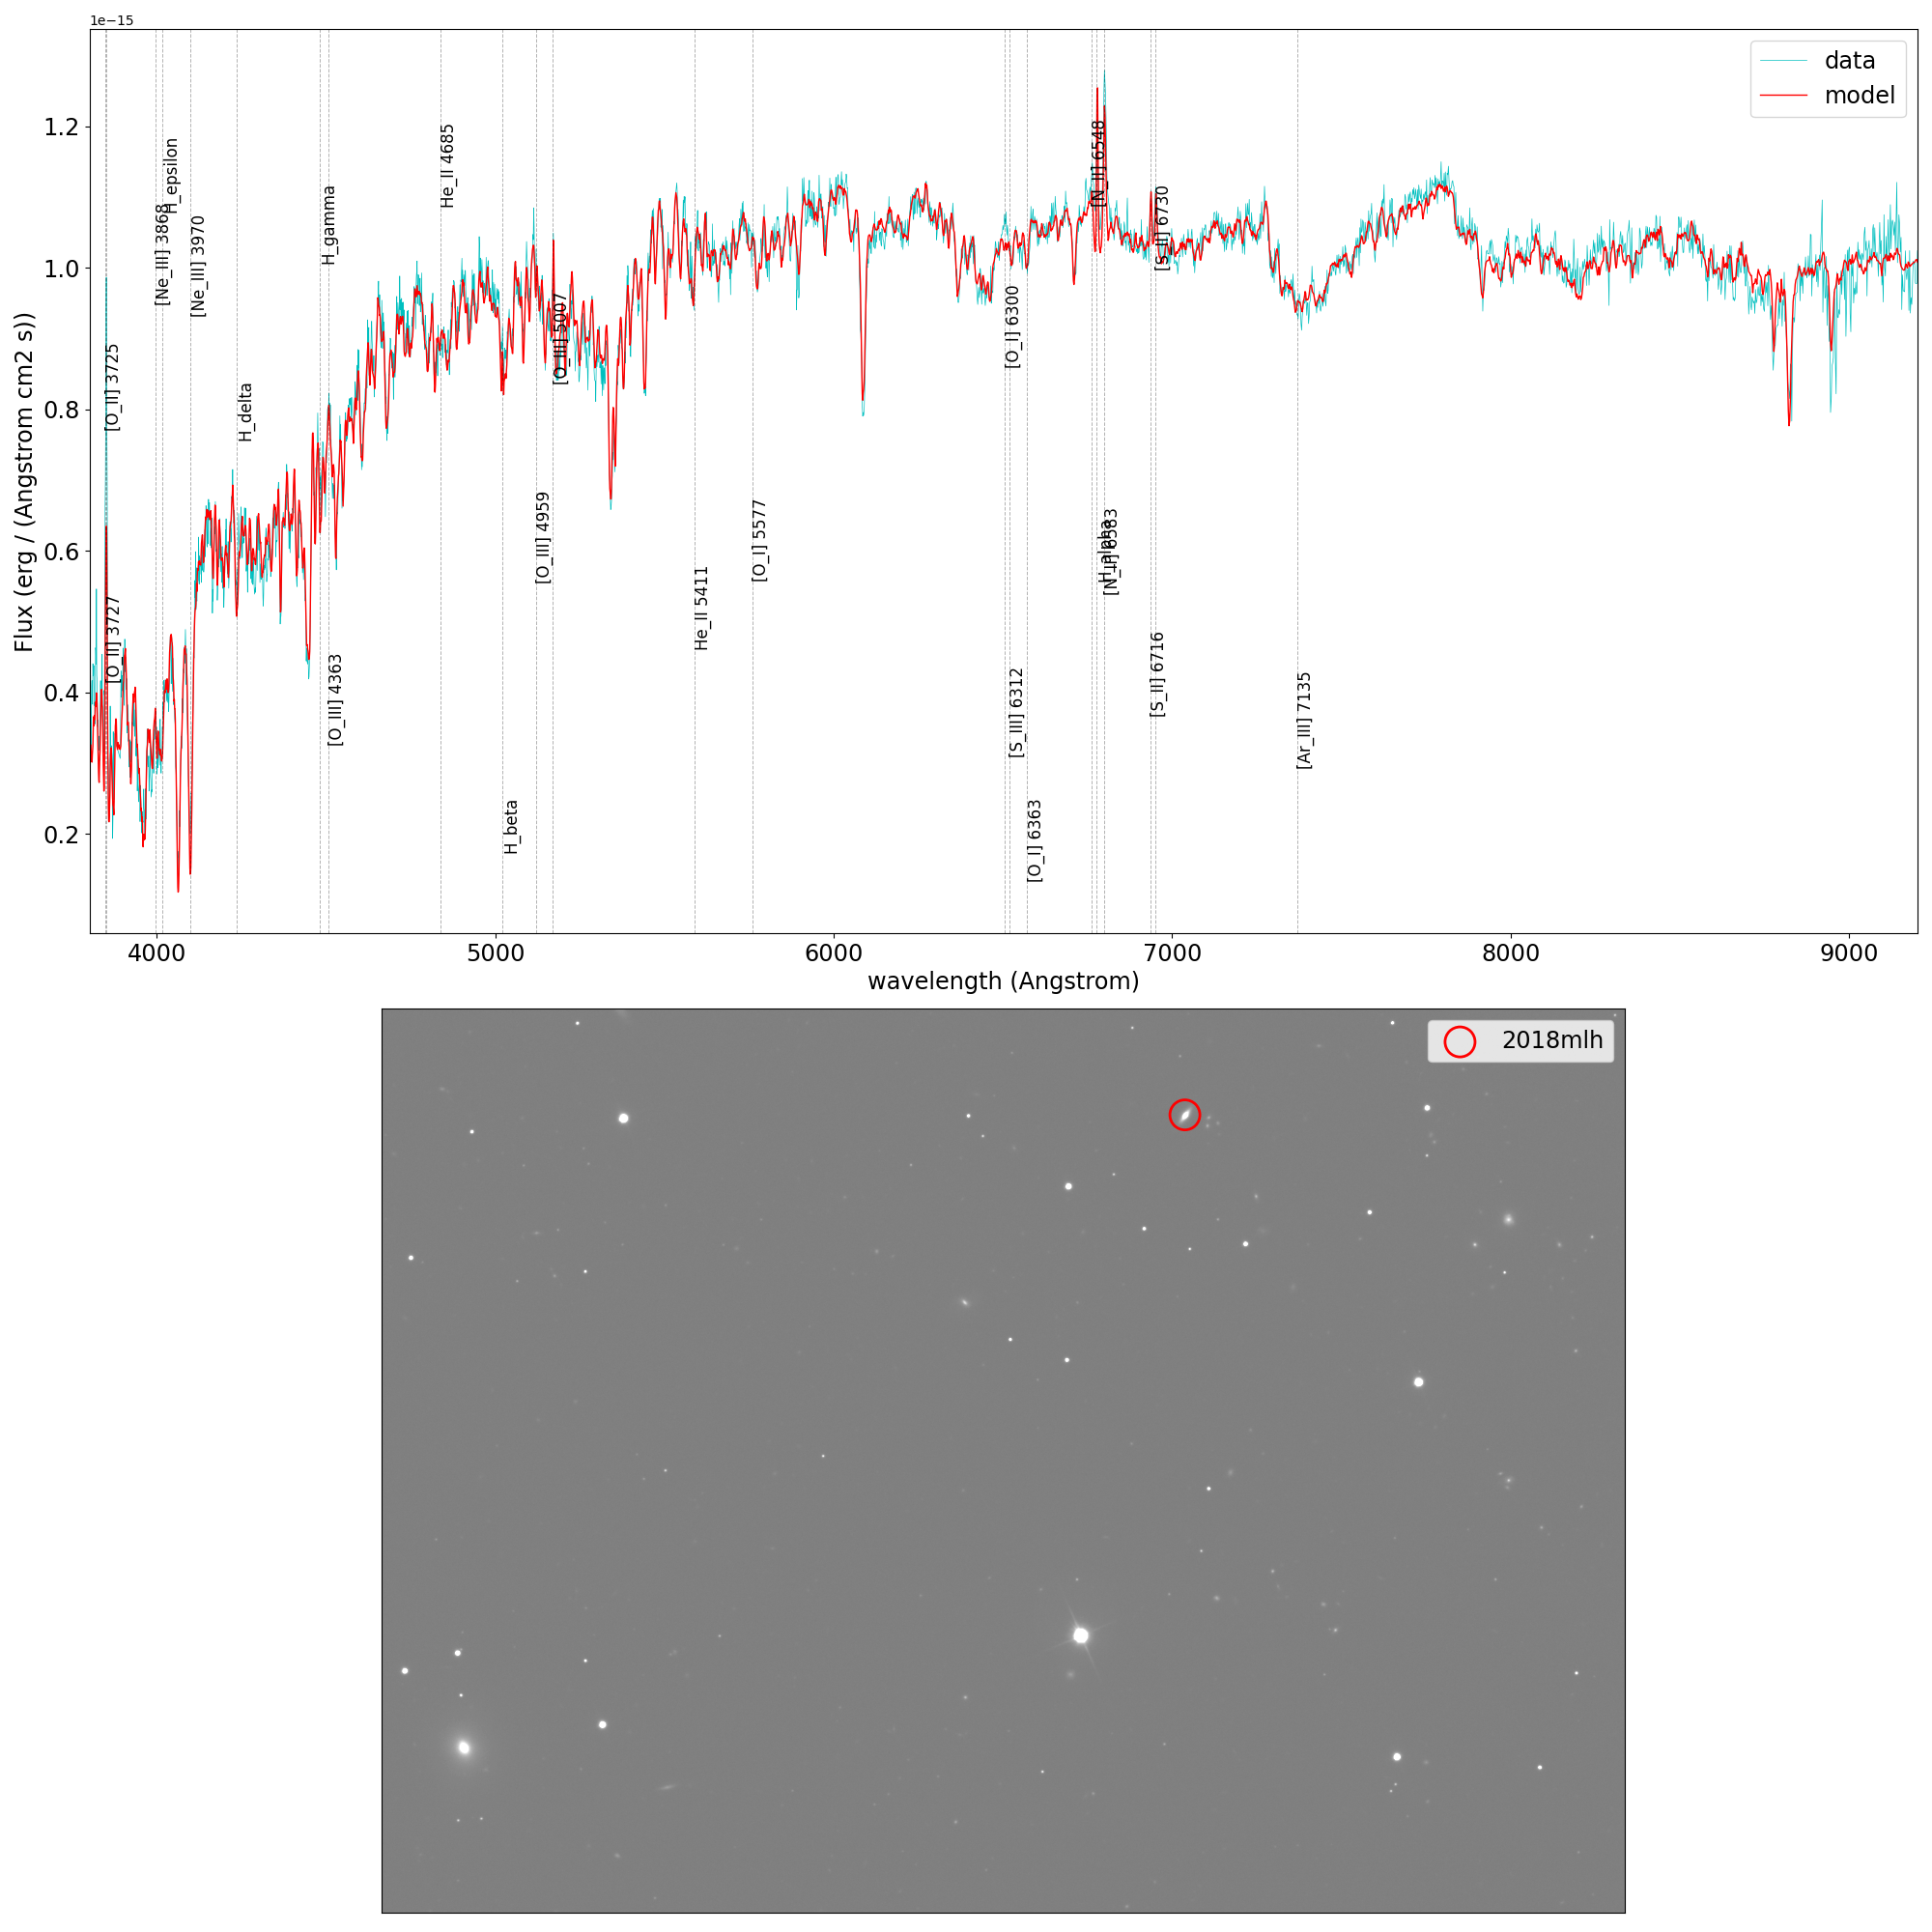 1e−15
data
model
[N_II] 6548
He_II 4685
H_epsilon
H_gamma
[S_II] 6730
[Ne_III] 3868
[Ne_III] 3970
[O_I] 6300
[O_III] 5007
[O_II] 3725
H_delta
[O_III] 4959
[O_I] 5577
H_alpha
[N_II] 6583
He_II 5411
[O_II] 3727
[S_II] 6716
[O_III] 4363
[S_III] 6312
[Ar_III] 7135
H_beta
[O_I] 6363
1.2
1.0
0.8
0.6
0.4
0.2
Flux (erg / (Angstrom cm2 s))
4000 5000 6000 7000 8000 9000
wavelength (Angstrom)
2018mlh